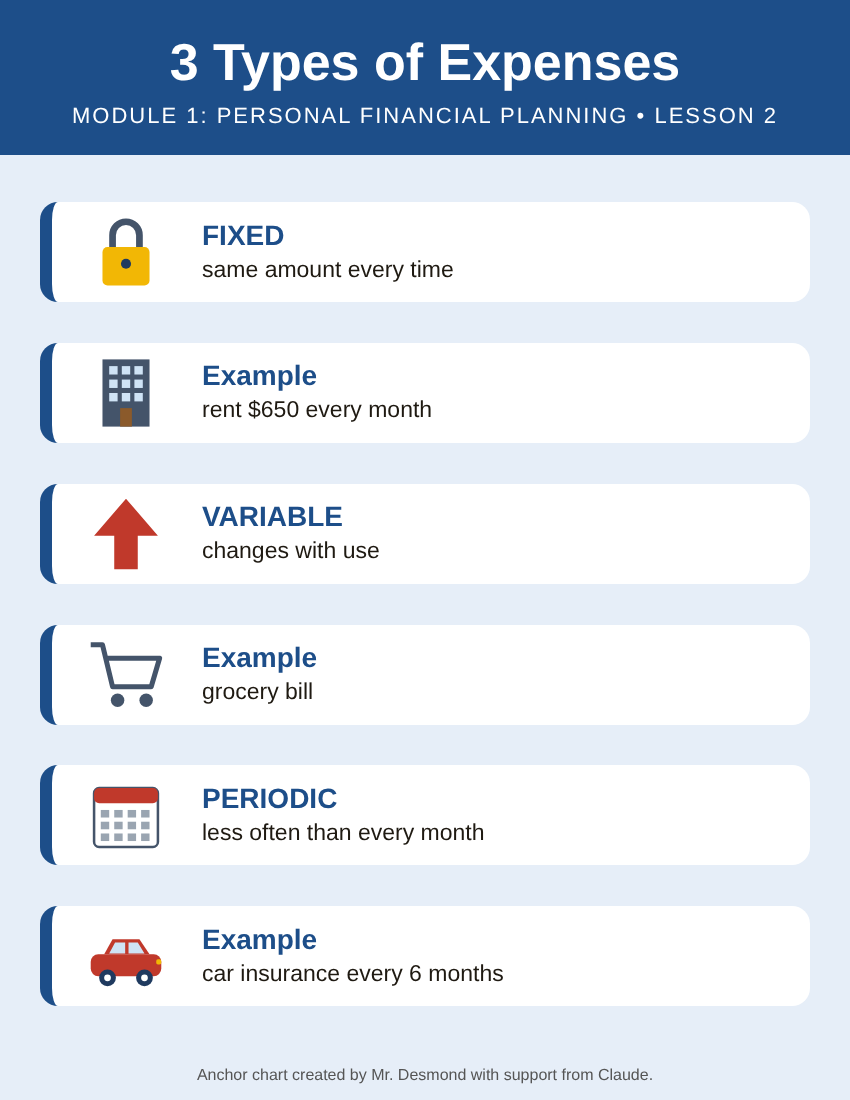 3 Types of Expenses
MODULE 1: PERSONAL FINANCIAL PLANNING • LESSON 2
FIXED
same amount every time
Example
rent $650 every month
VARIABLE
changes with use
Example
grocery bill
PERIODIC
less often than every month
Example
car insurance every 6 months
Anchor chart created by Mr. Desmond with support from Claude.